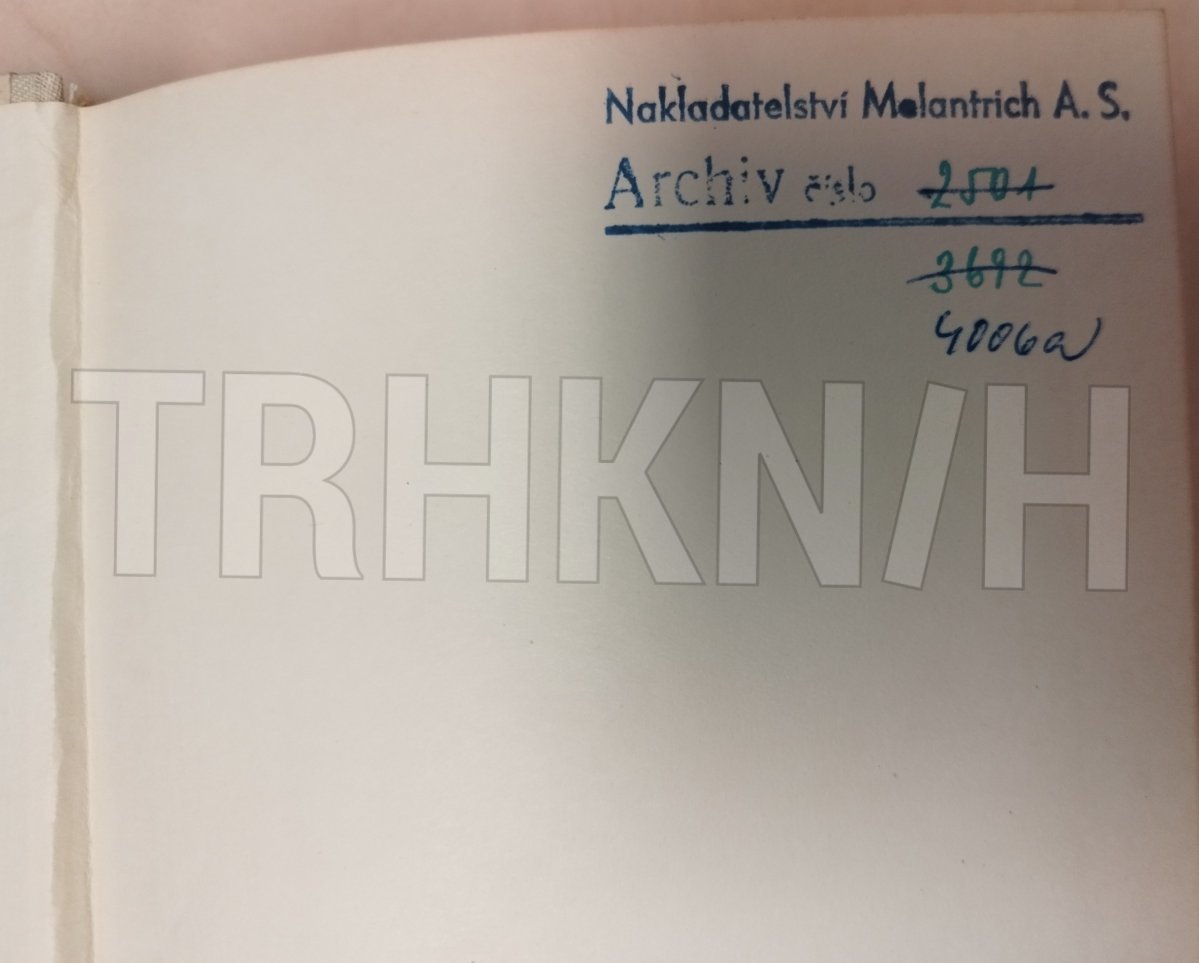 Nakladatelství Melantrich A. S.
Archiv číslo 2501
3692
4006a
TRHKN/H